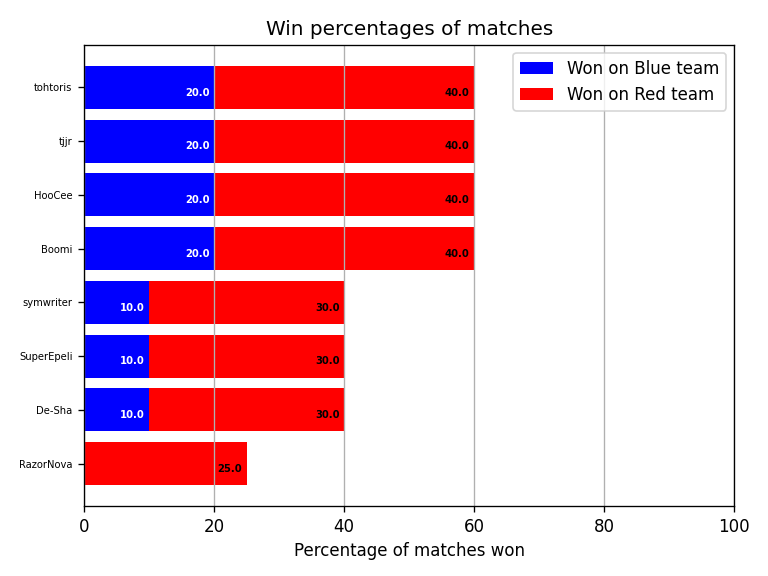 Win percentages of matches
Won on Blue team
Won on Red team
tohtoris 20.0 40.0
tjjr 20.0 40.0
HooCee 20.0 40.0
Boomi 20.0 40.0
symwriter 10.0 30.0
SuperEpeli 10.0 30.0
De-Sha 10.0 30.0
RazorNova 25.0
0 20 40 60 80 100
Percentage of matches won